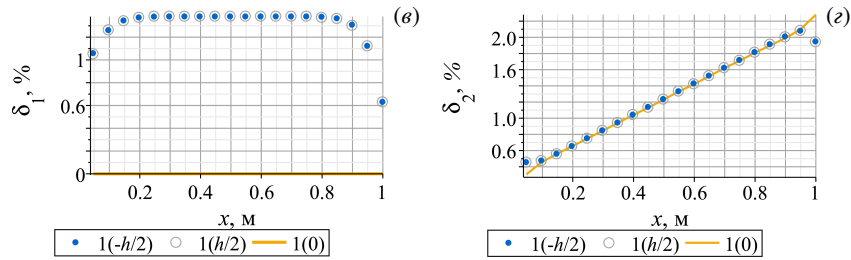 (в)
δ1, %
1
0.6
0
0.2 0.4 0.6 0.8 1
x, м
1(-h/2) 1(h/2) 1(0)
(г)
δ2, %
2.0
1.6
1.0
0.6
0.2 0.4 0.6 0.8 1
x, м
1(-h/2) 1(h/2) 1(0)